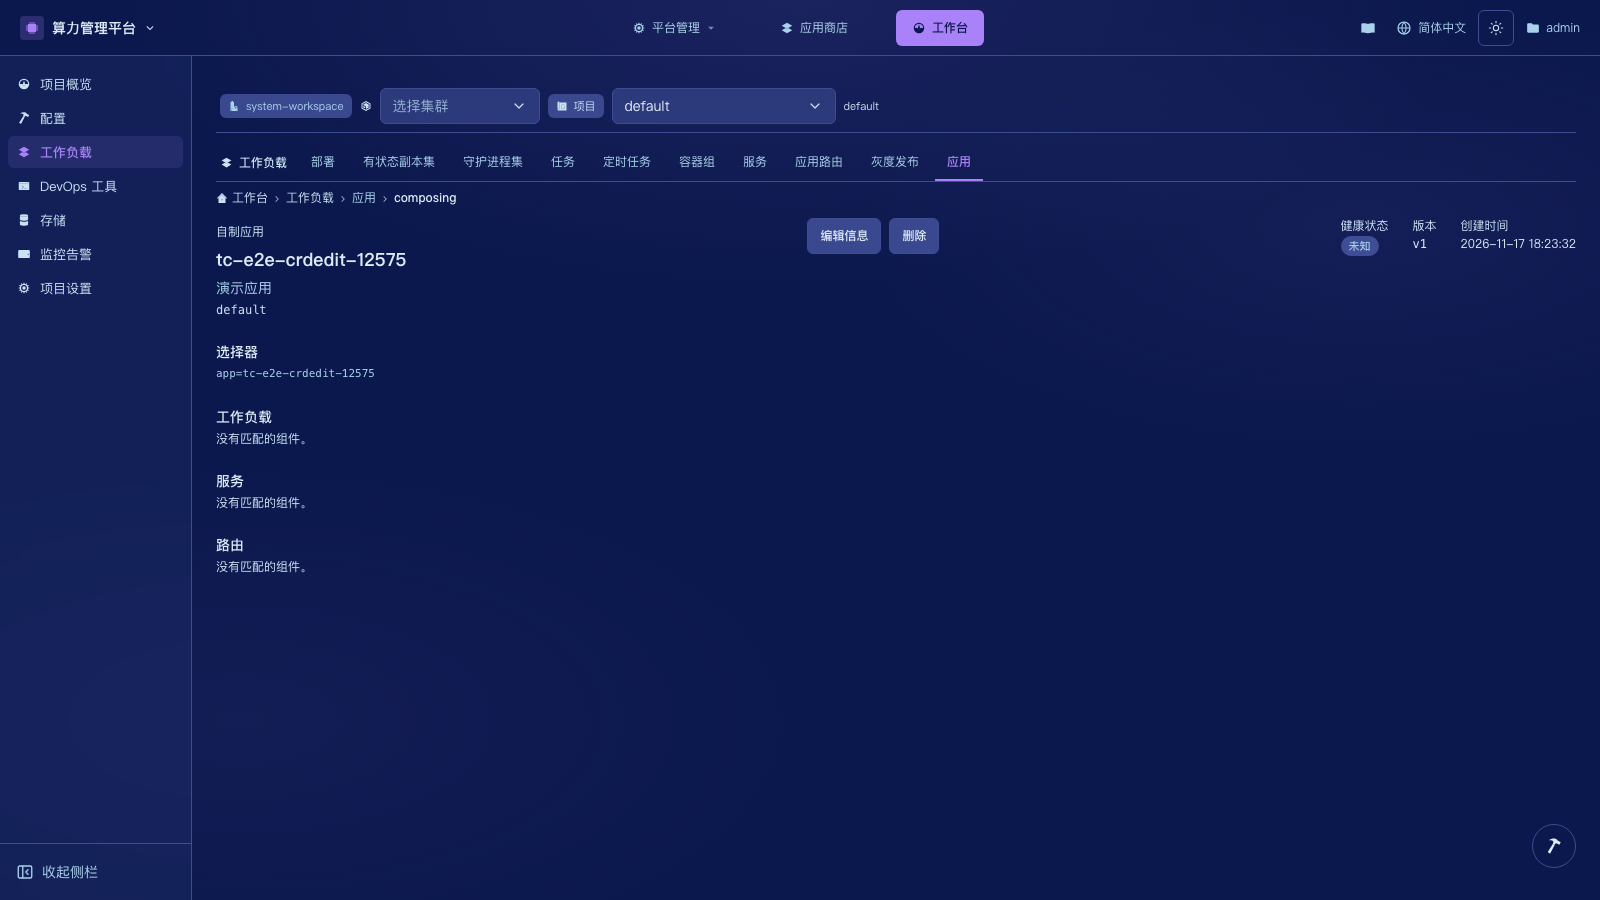 算力管理平台
平台管理
应用商店
工作台
简体中文
admin
项目概览
配置
工作负载
DevOps 工具
存储
监控告警
项目设置
收起侧栏
system-workspace
选择集群
项目
default
default
工作负载 部署 有状态副本集 守护进程集 任务 定时任务 容器组 服务 应用路由 灰度发布 应用
工作台 › 工作负载 › 应用 › composing
自制应用
tc-e2e-crdedit-12575
演示应用
default
编辑信息
删除
健康状态
未知
版本
v1
创建时间
2026-11-17 18:23:32
选择器
app=tc-e2e-crdedit-12575
工作负载
没有匹配的组件。
服务
没有匹配的组件。
路由
没有匹配的组件。